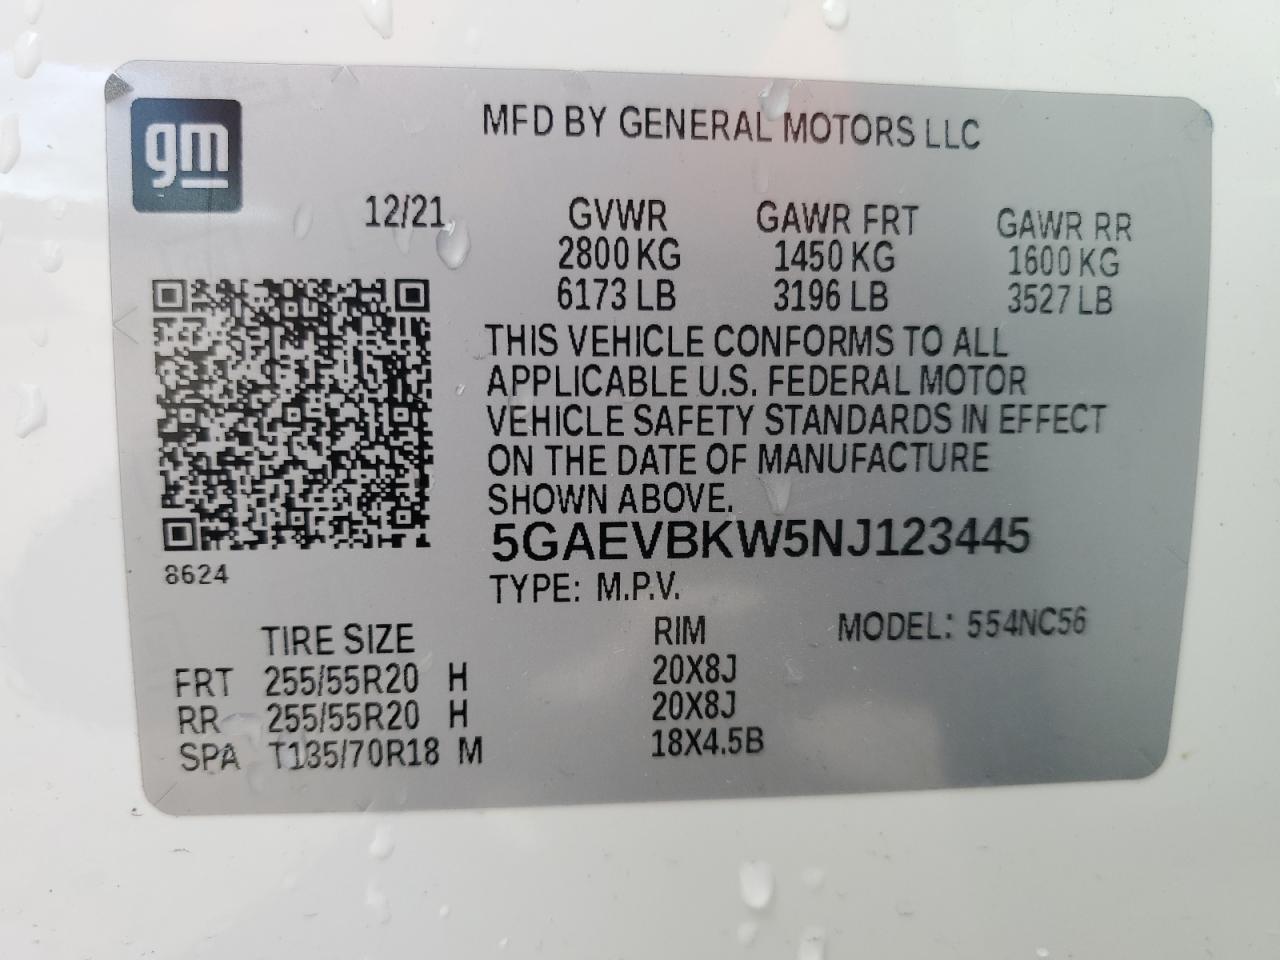 gm
MFD BY GENERAL MOTORS LLC
12/21
GVWR GAWR FRT GAWR RR
2800 KG 1450 KG 1600 KG
6173 LB 3196 LB 3527 LB
THIS VEHICLE CONFORMS TO ALL
APPLICABLE U.S. FEDERAL MOTOR
VEHICLE SAFETY STANDARDS IN EFFECT
ON THE DATE OF MANUFACTURE
SHOWN ABOVE.
5GAEVBKW5NJ123445
8624
TYPE: M.P.V.
TIRE SIZE RIM MODEL: 554NC56
FRT 255/55R20 H 20X8J
RR 255/55R20 H 20X8J
SPA T135/70R18 M 18X4.5B